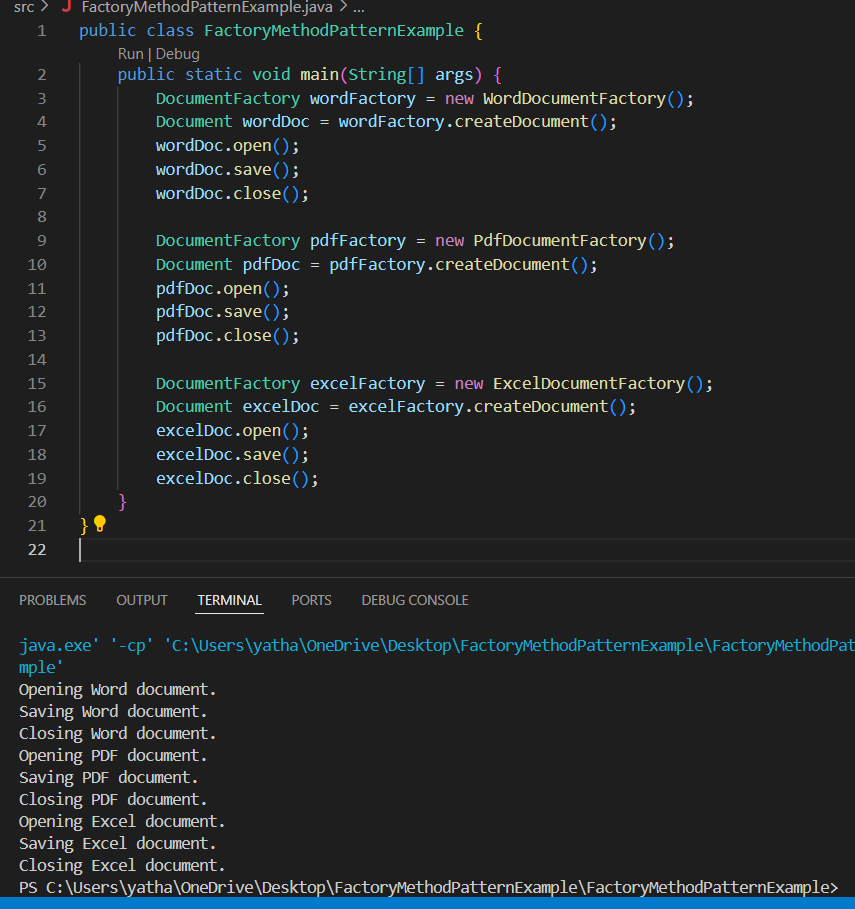 src > J FactoryMethodPatternExample.java > ...
1 public class FactoryMethodPatternExample {
Run | Debug
2 public static void main(String[] args) {
3 DocumentFactory wordFactory = new WordDocumentFactory();
4 Document wordDoc = wordFactory.createDocument();
5 wordDoc.open();
6 wordDoc.save();
7 wordDoc.close();
8
9 DocumentFactory pdfFactory = new PdfDocumentFactory();
10 Document pdfDoc = pdfFactory.createDocument();
11 pdfDoc.open();
12 pdfDoc.save();
13 pdfDoc.close();
14
15 DocumentFactory excelFactory = new ExcelDocumentFactory();
16 Document excelDoc = excelFactory.createDocument();
17 excelDoc.open();
18 excelDoc.save();
19 excelDoc.close();
20 }
21 }
22
PROBLEMS OUTPUT TERMINAL PORTS DEBUG CONSOLE
java.exe' '-cp' 'C:\Users\yatha\OneDrive\Desktop\FactoryMethodPatternExample\FactoryMethodPat
mple'
Opening Word document.
Saving Word document.
Closing Word document.
Opening PDF document.
Saving PDF document.
Closing PDF document.
Opening Excel document.
Saving Excel document.
Closing Excel document.
PS C:\Users\yatha\OneDrive\Desktop\FactoryMethodPatternExample\FactoryMethodPatternExample>